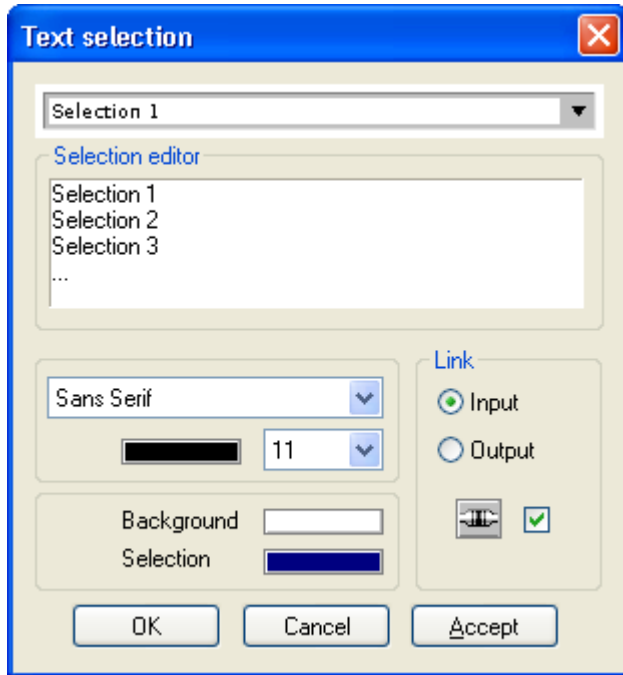 Text selection
Selection 1
Selection editor
Selection 1
Selection 2
Selection 3
...
Sans Serif
11
Link
Input
Output
Background
Selection
OK
Cancel
Accept